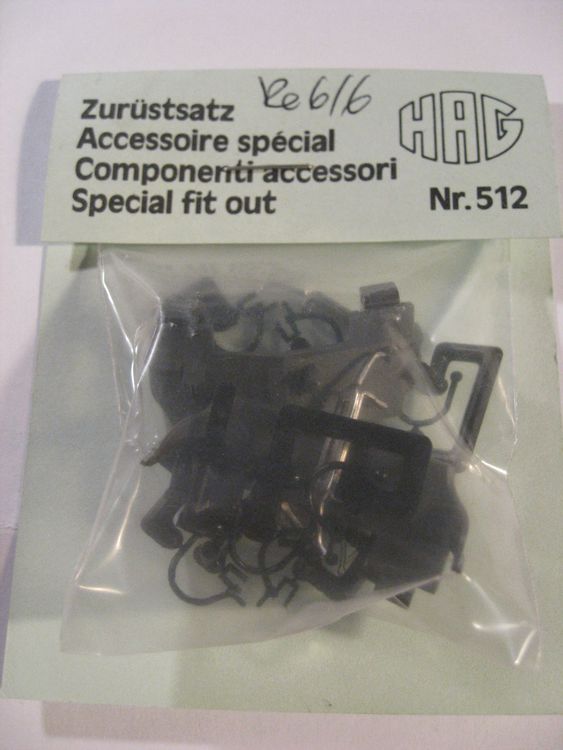 Zurüstsatz Re 6/6
Accessoire spécial
Componenti accessori
Special fit out
HAG
Nr. 512